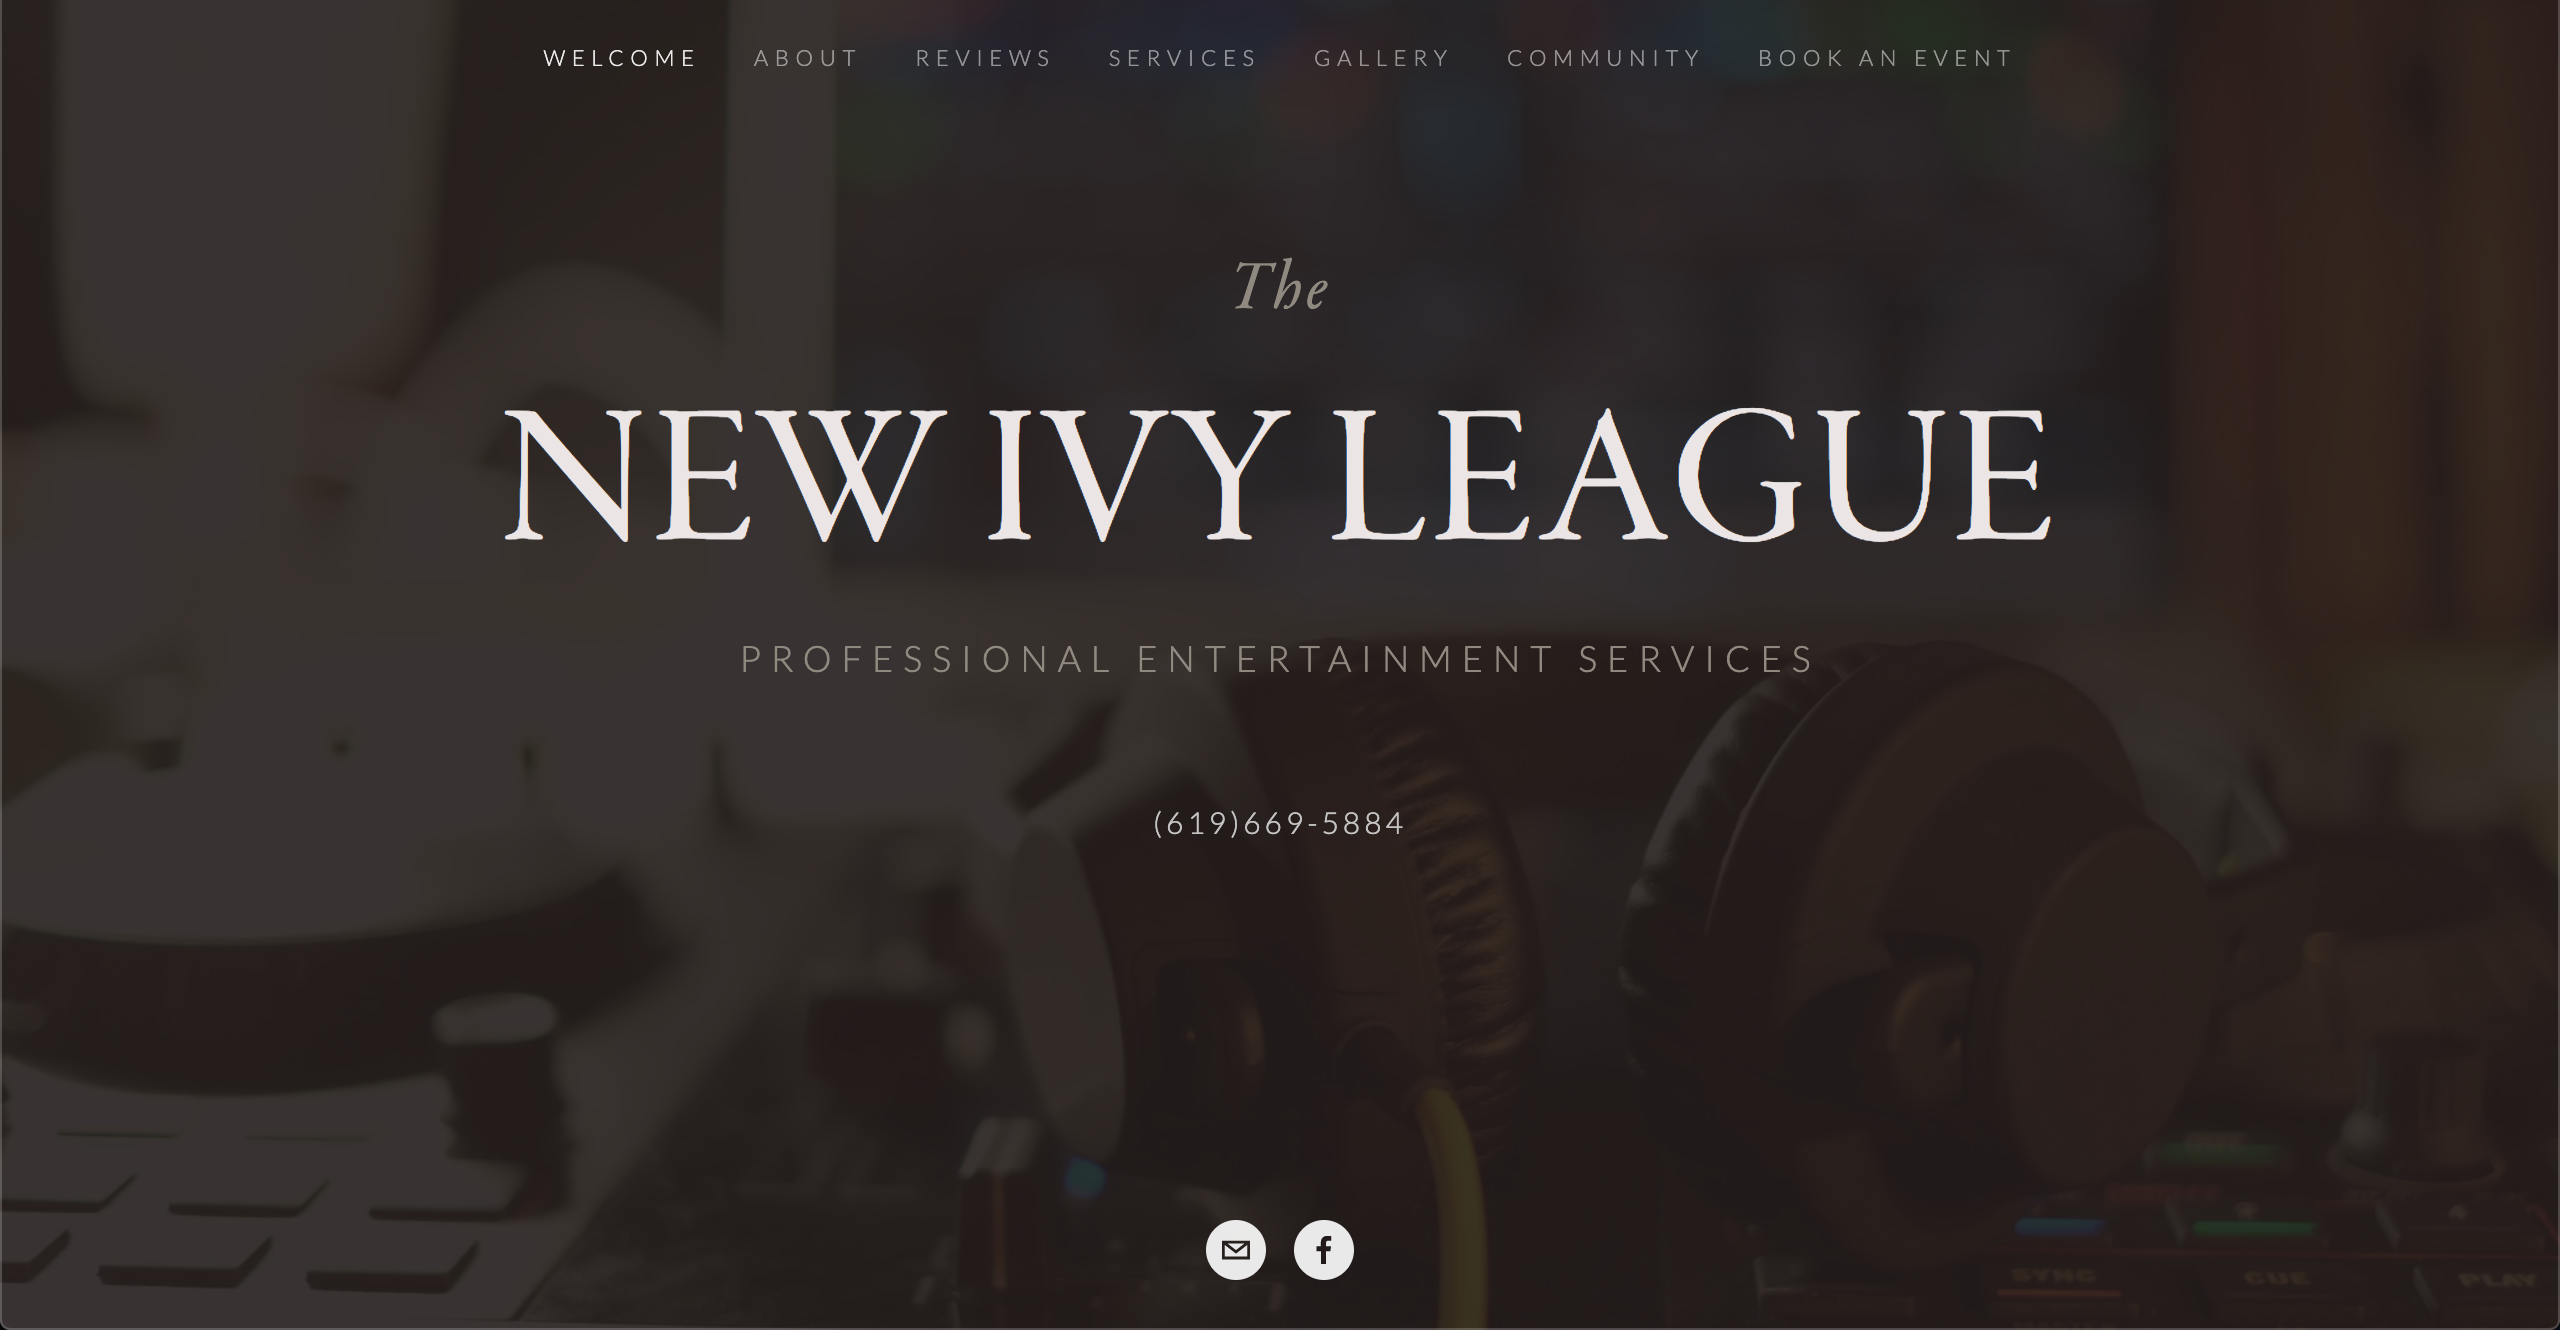 WELCOME ABOUT REVIEWS SERVICES GALLERY COMMUNITY BOOK AN EVENT
The
NEW IVY LEAGUE
PROFESSIONAL ENTERTAINMENT SERVICES
(619)669-5884
SYNC CUE PLAY